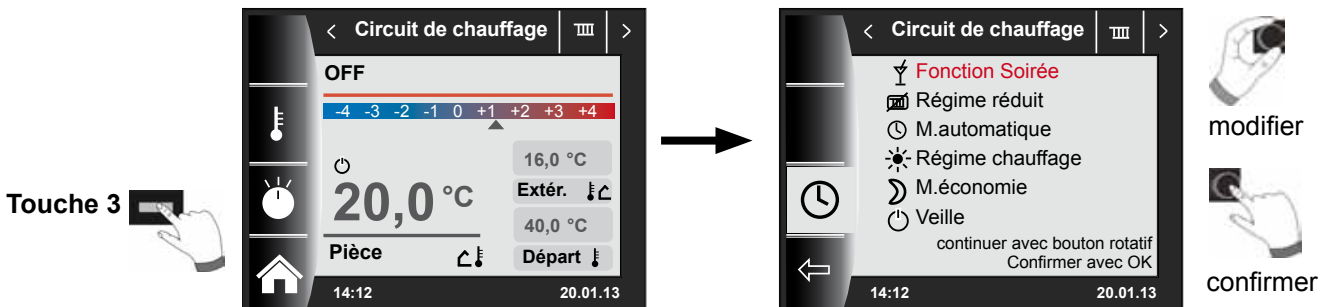 Touche 3
Circuit de chauffage
OFF
-4 -3 -2 -1 0 +1 +2 +3 +4
16,0 °C
20,0 °C
Extér.
40,0 °C
Pièce
Départ
14:12 20.01.13
Circuit de chauffage
Fonction Soirée
Régime réduit
M.automatique
Régime chauffage
M.économie
Veille
continuer avec bouton rotatif
Confirmer avec OK
14:12 20.01.13
modifier
confirmer